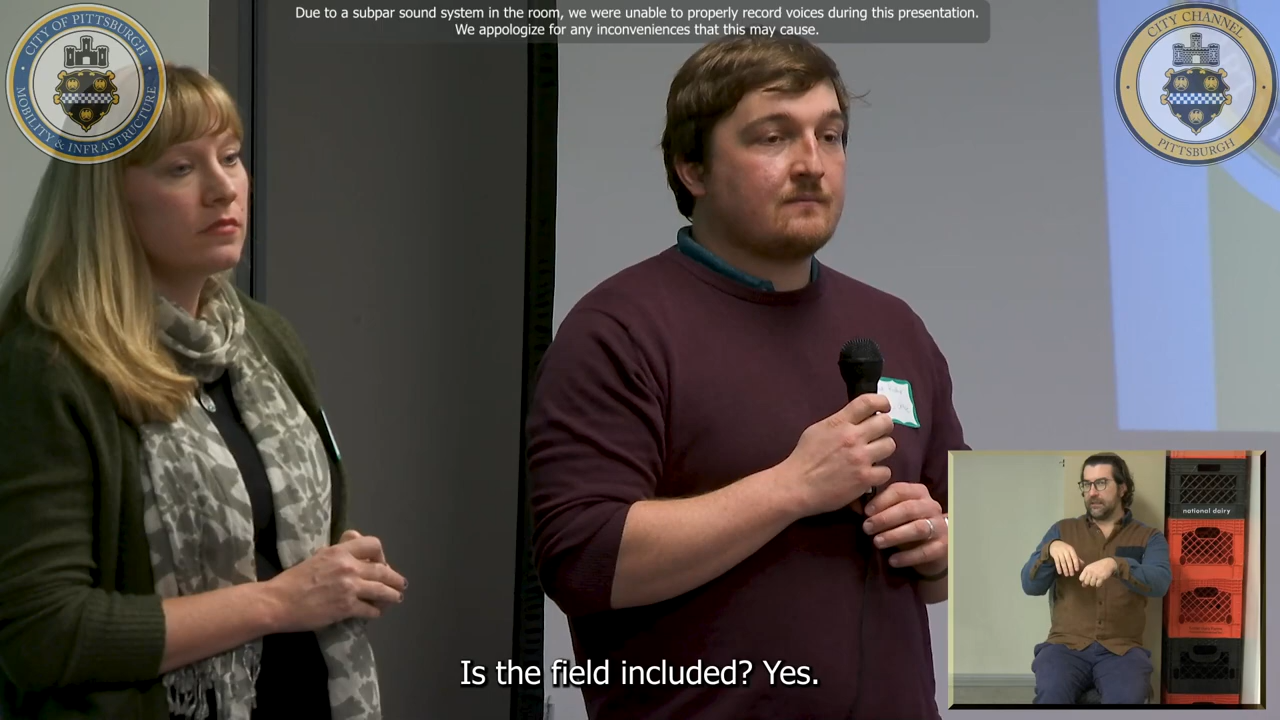 Due to a subpar sound system in the room, we were unable to properly record voices during this presentation.
We appologize for any inconveniences that this may cause.
CITY OF PITTSBURGH
MOBILITY & INFRASTRUCTURE
CITY CHANNEL
PITTSBURGH
national dairy
Is the field included? Yes.